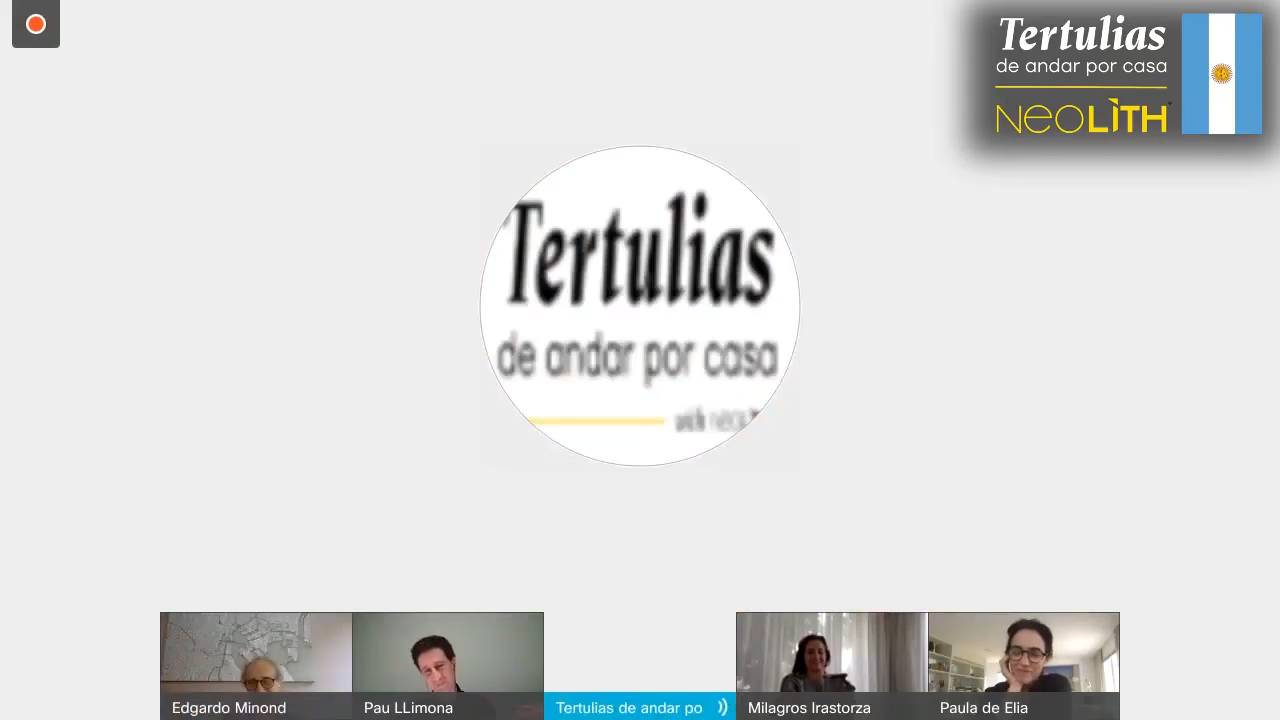 Tertulias
de andar por casa
NEOLITH
Tertulias
de andar por casa
Edgardo Minond
Pau LLimona
Tertulias de andar po
Milagros Irastorza
Paula de Elia